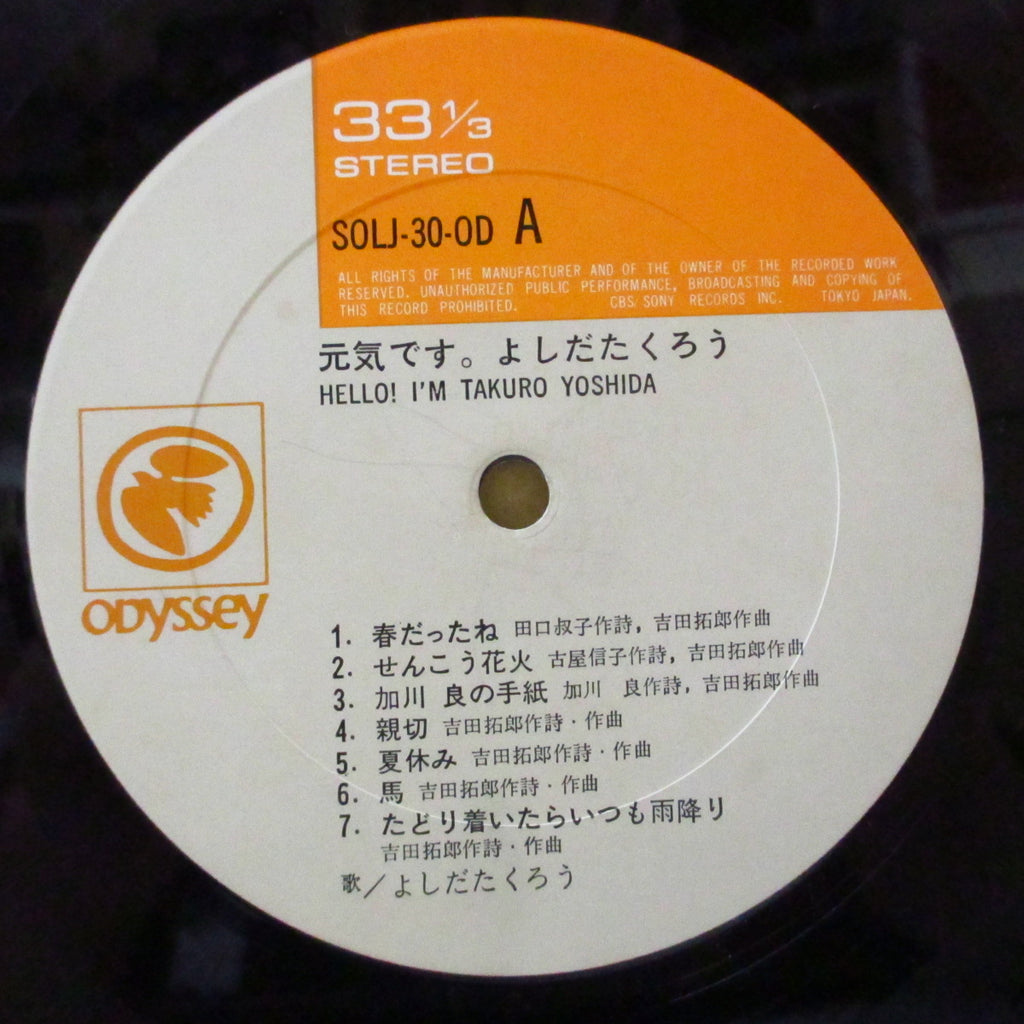 33 1/3
STEREO
SOLJ-30-OD A
ALL RIGHTS OF THE MANUFACTURER AND OF THE OWNER OF THE RECORDED WORK
RESERVED. UNAUTHORIZED PUBLIC PERFORMANCE, BROADCASTING AND COPYING OF
THIS RECORD PROHIBITED. CBS/SONY RECORDS INC. TOKYO JAPAN.
元気です。よしだたくろう
HELLO! I'M TAKURO YOSHIDA
ODYSSEY
1. 春だったね 田口叔子作詩，吉田拓郎作曲
2. せんこう花火 古屋信子作詩，吉田拓郎作曲
3. 加川 良の手紙 加川 良作詩，吉田拓郎作曲
4. 親切 吉田拓郎作詩・作曲
5. 夏休み 吉田拓郎作詩・作曲
6. 馬 吉田拓郎作詩・作曲
7. たどり着いたらいつも雨降り
吉田拓郎作詩・作曲
歌／よしだたくろう